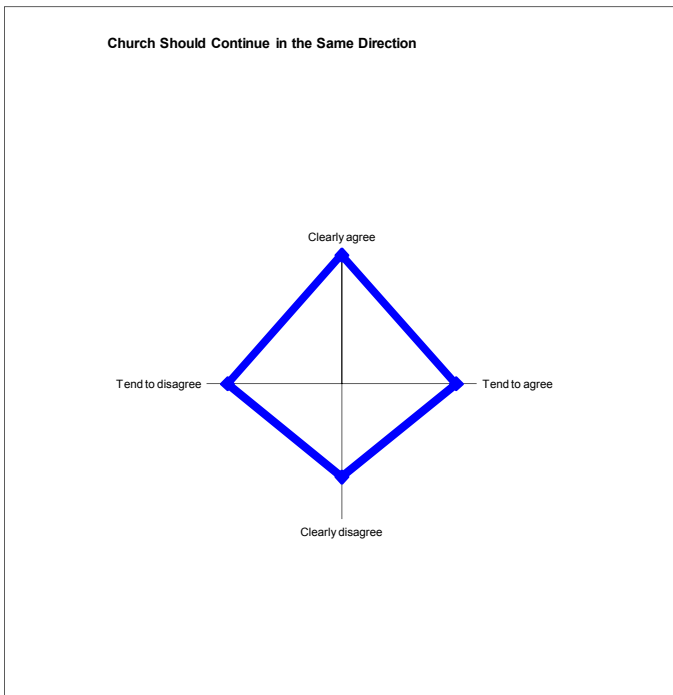 Church Should Continue in the Same Direction
Clearly agree
Tend to disagree
Tend to agree
Clearly disagree